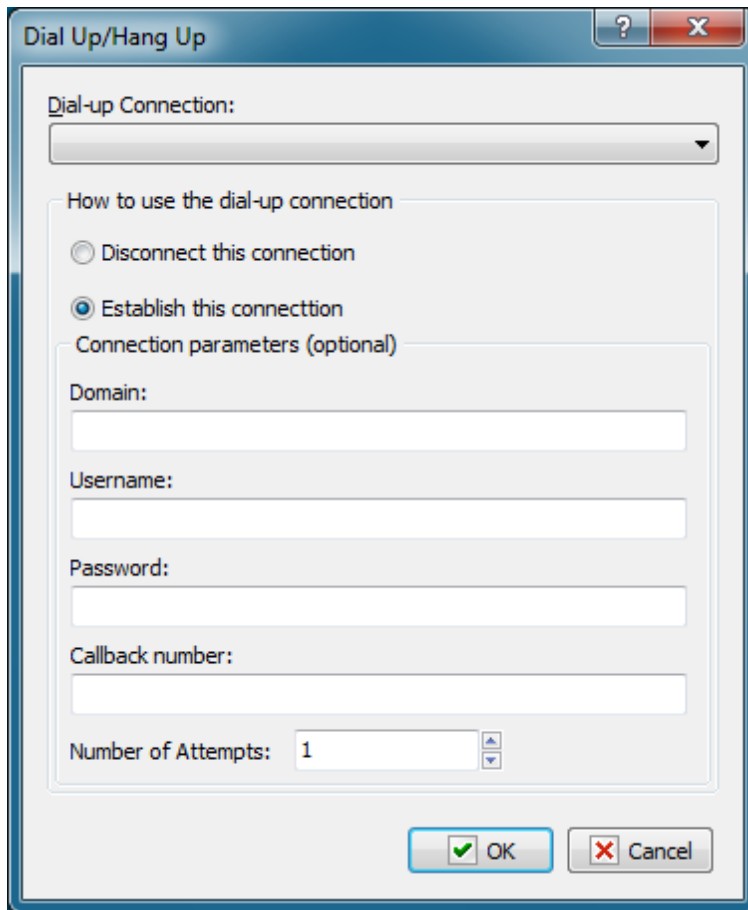 Dial Up/Hang Up
?
Dial-up Connection:
How to use the dial-up connection
Disconnect this connection
Establish this connecttion
Connection parameters (optional)
Domain:
Username:
Password:
Callback number:
Number of Attempts: 1
OK Cancel